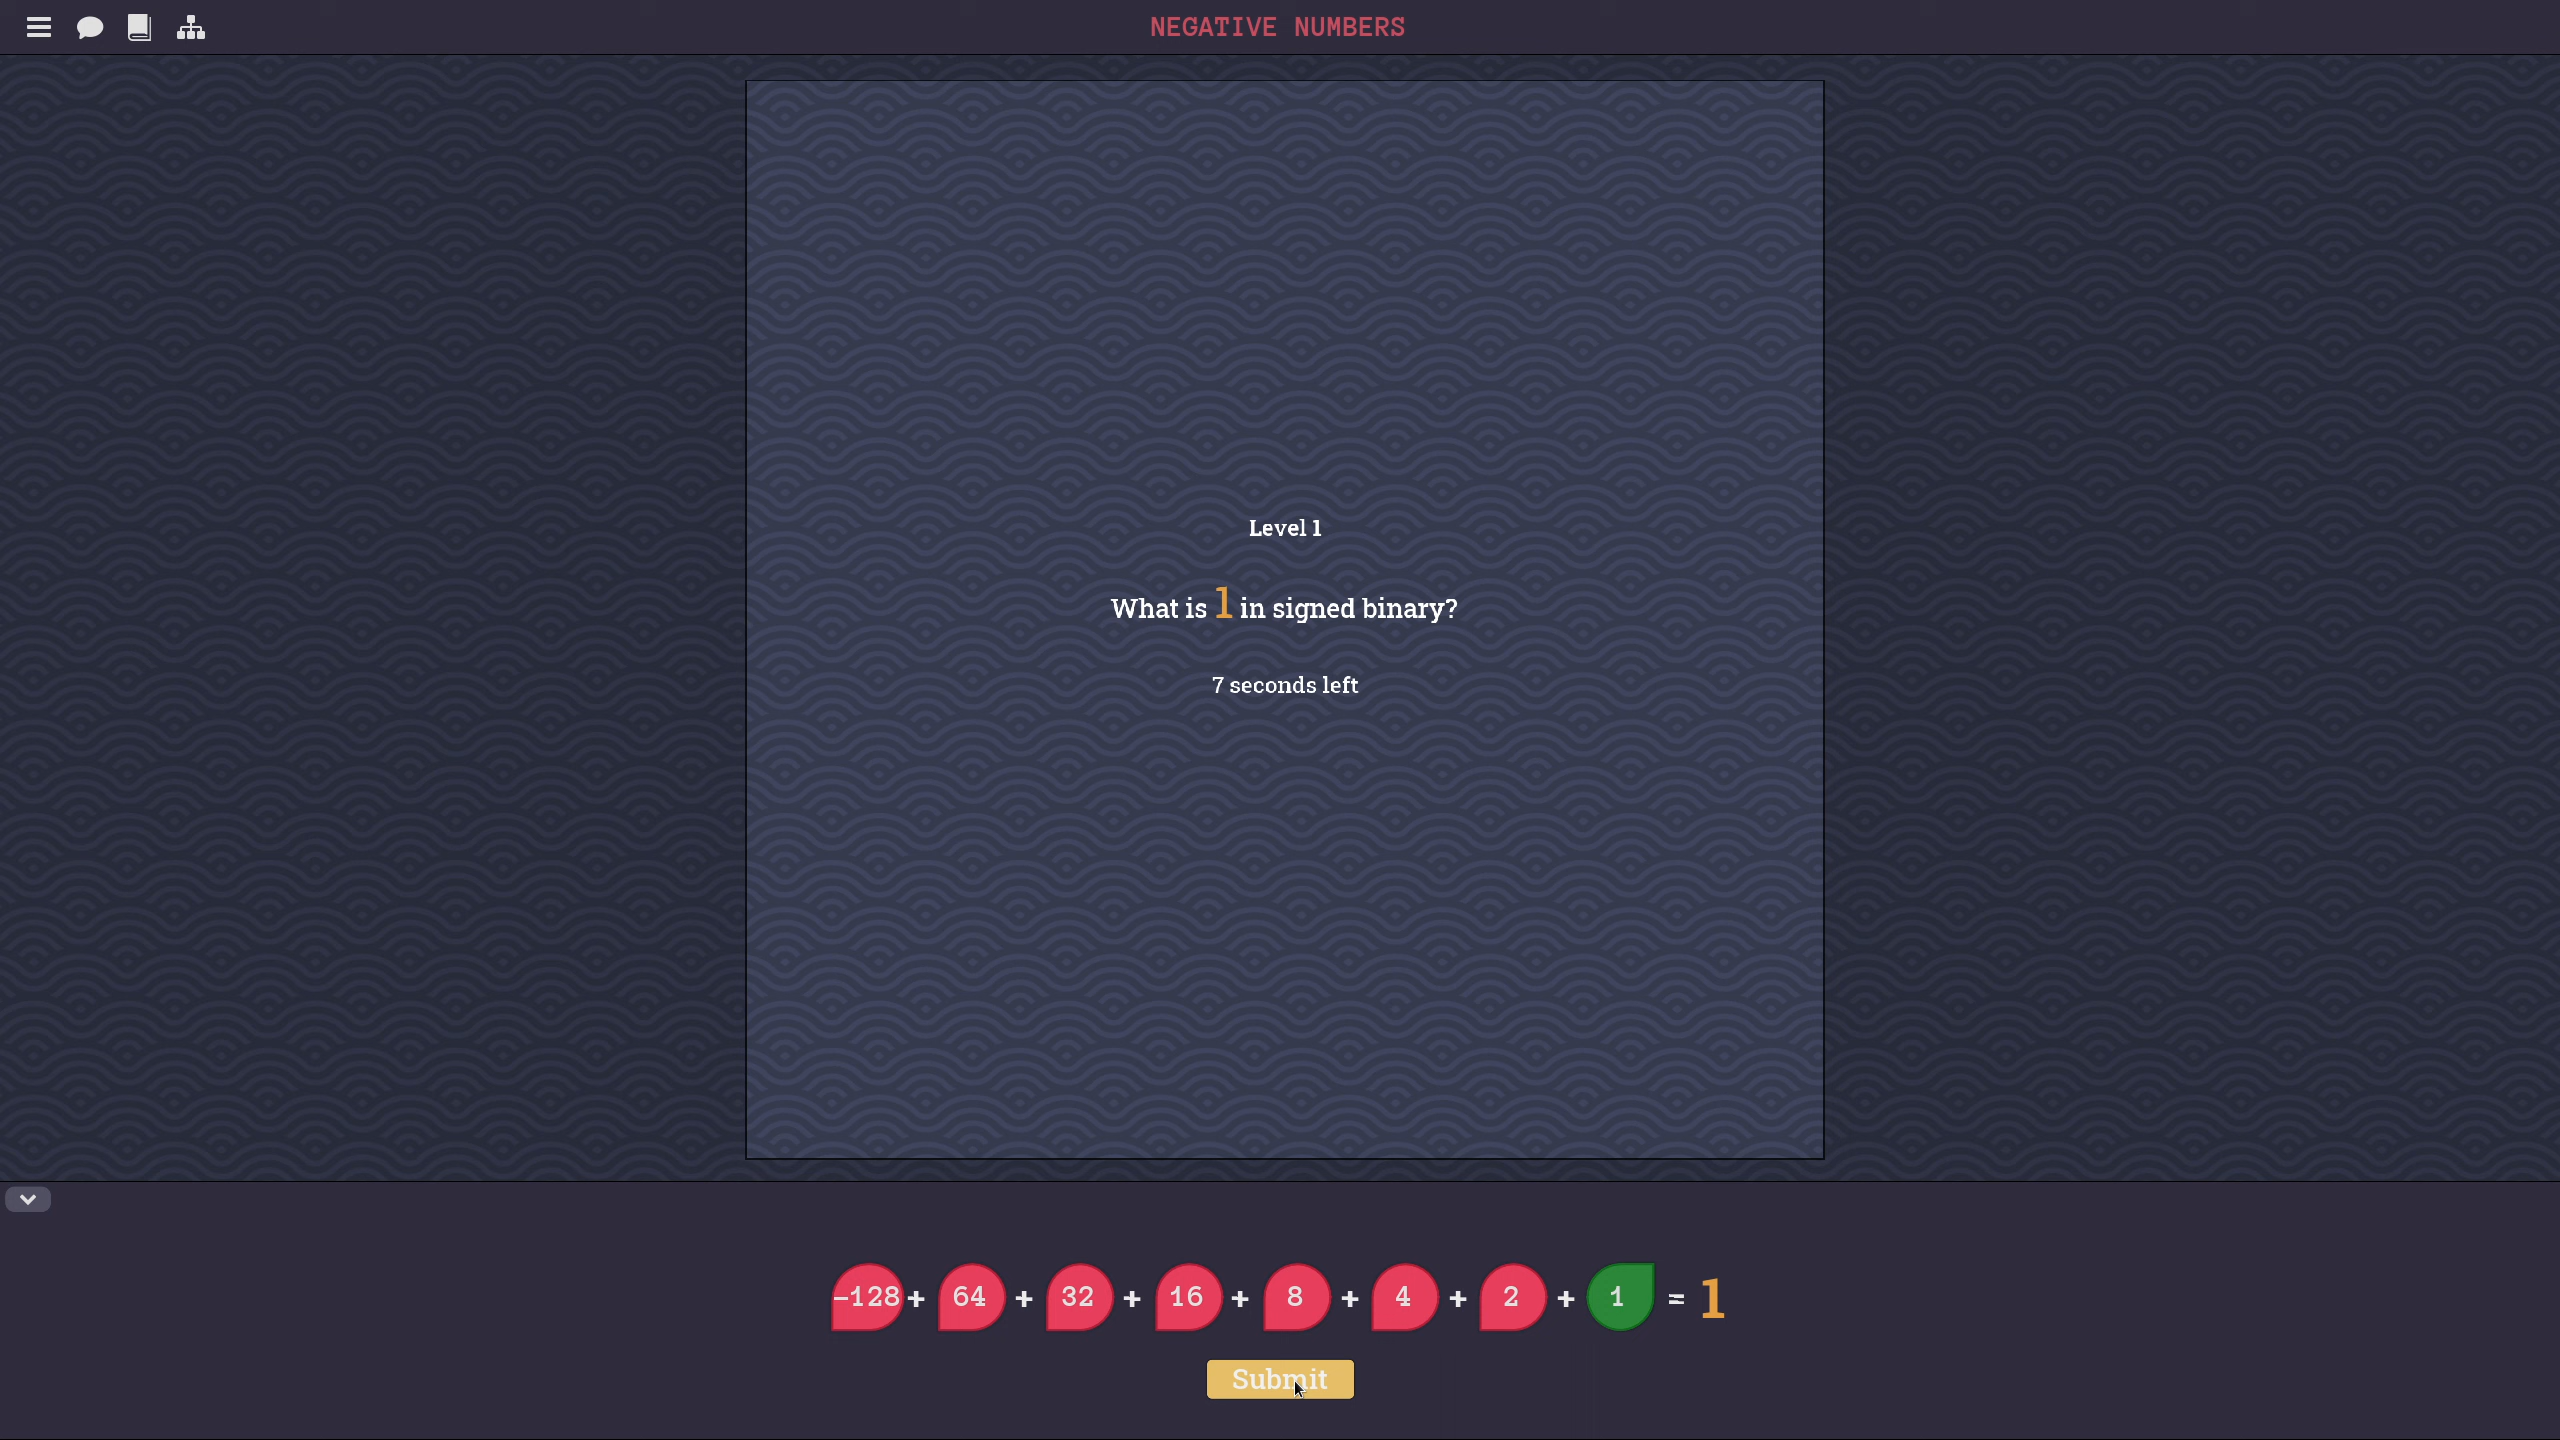 NEGATIVE NUMBERS
Level 1
What is 1 in signed binary?
7 seconds left
-128 + 64 + 32 + 16 + 8 + 4 + 2 + 1 = 1
Submit